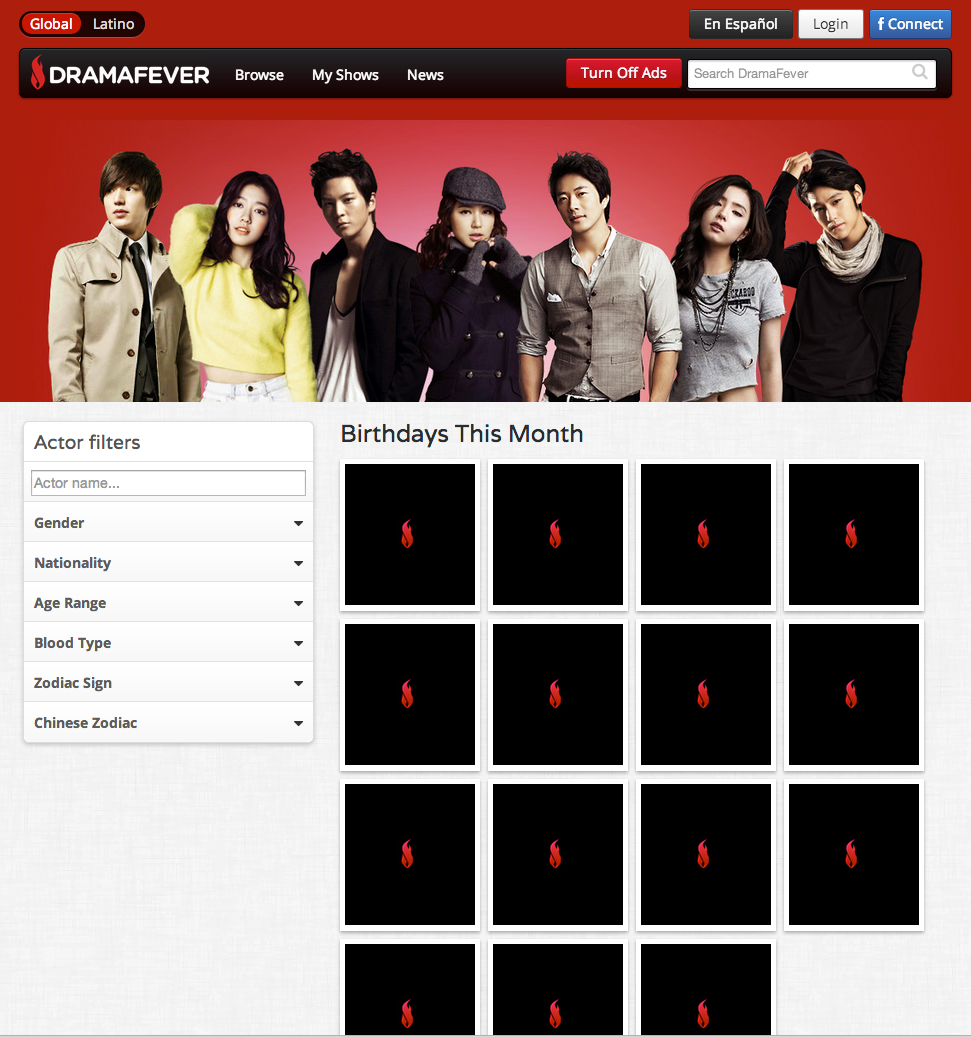 Global Latino En Español Login f Connect
DRAMAFEVER Browse My Shows News Turn Off Ads Search DramaFever
Actor filters
Actor name...
Gender
Nationality
Age Range
Blood Type
Zodiac Sign
Chinese Zodiac
Birthdays This Month